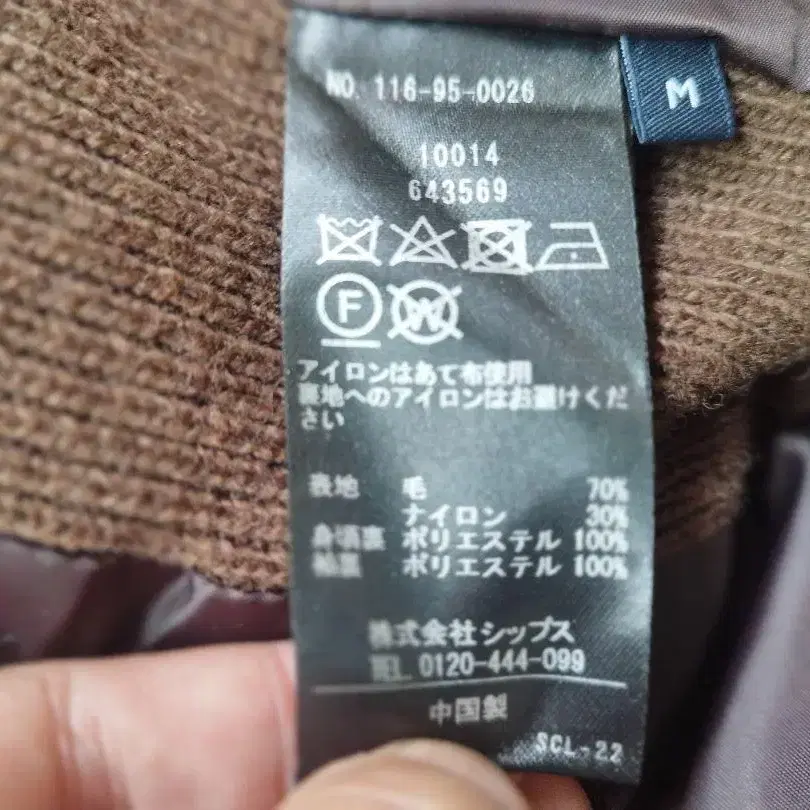 NO. 116-95-0026
M
10014
643569
F
W
アイロンはあて布使用
裏地へのアイロンはお避けくだ
さい
表地 毛 70%
ナイロン 30%
身頃裏 ポリエステル 100%
袖裏 ポリエステル 100%
株式会社シップス
TEL. 0120-444-099
中国製
SCL-22